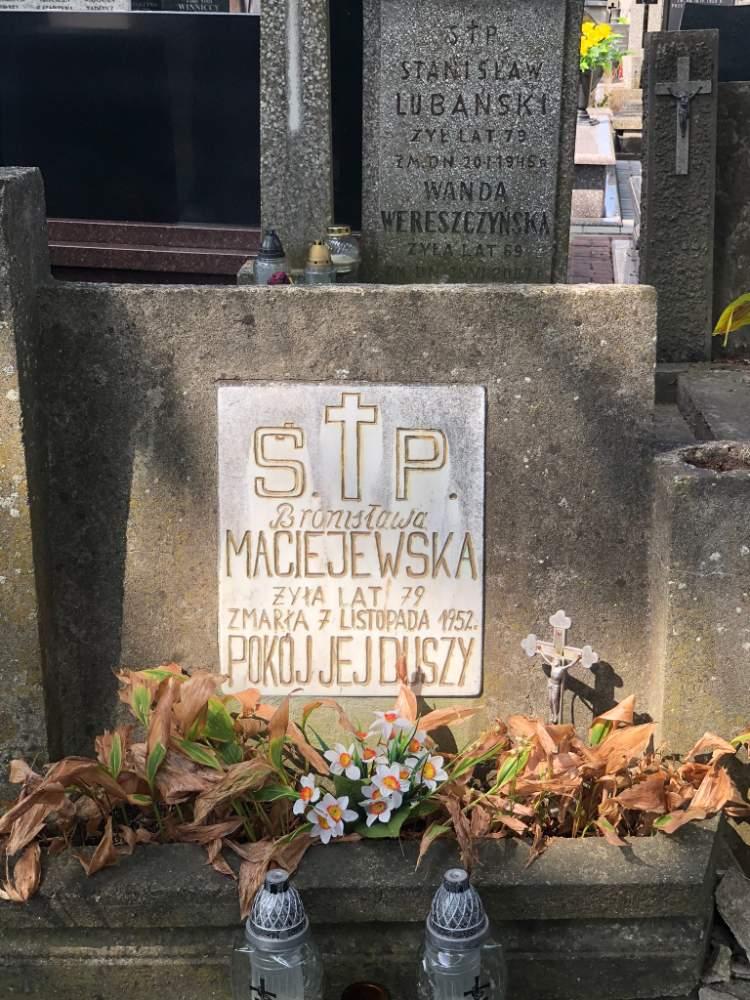 WINNICY
Ś.P.
STANISŁAW
LUBAŃSKI
ŻYŁ LAT 79
ZM. DN 20 I 1945 R
WANDA
WERESZCZYŃSKA
ŻYŁA LAT 69
Ś.P.
Bronisława
MACIEJEWSKA
ŻYŁA LAT 79
ZMARŁA 7 LISTOPADA 1952.
POKÓJ JEJ DUSZY